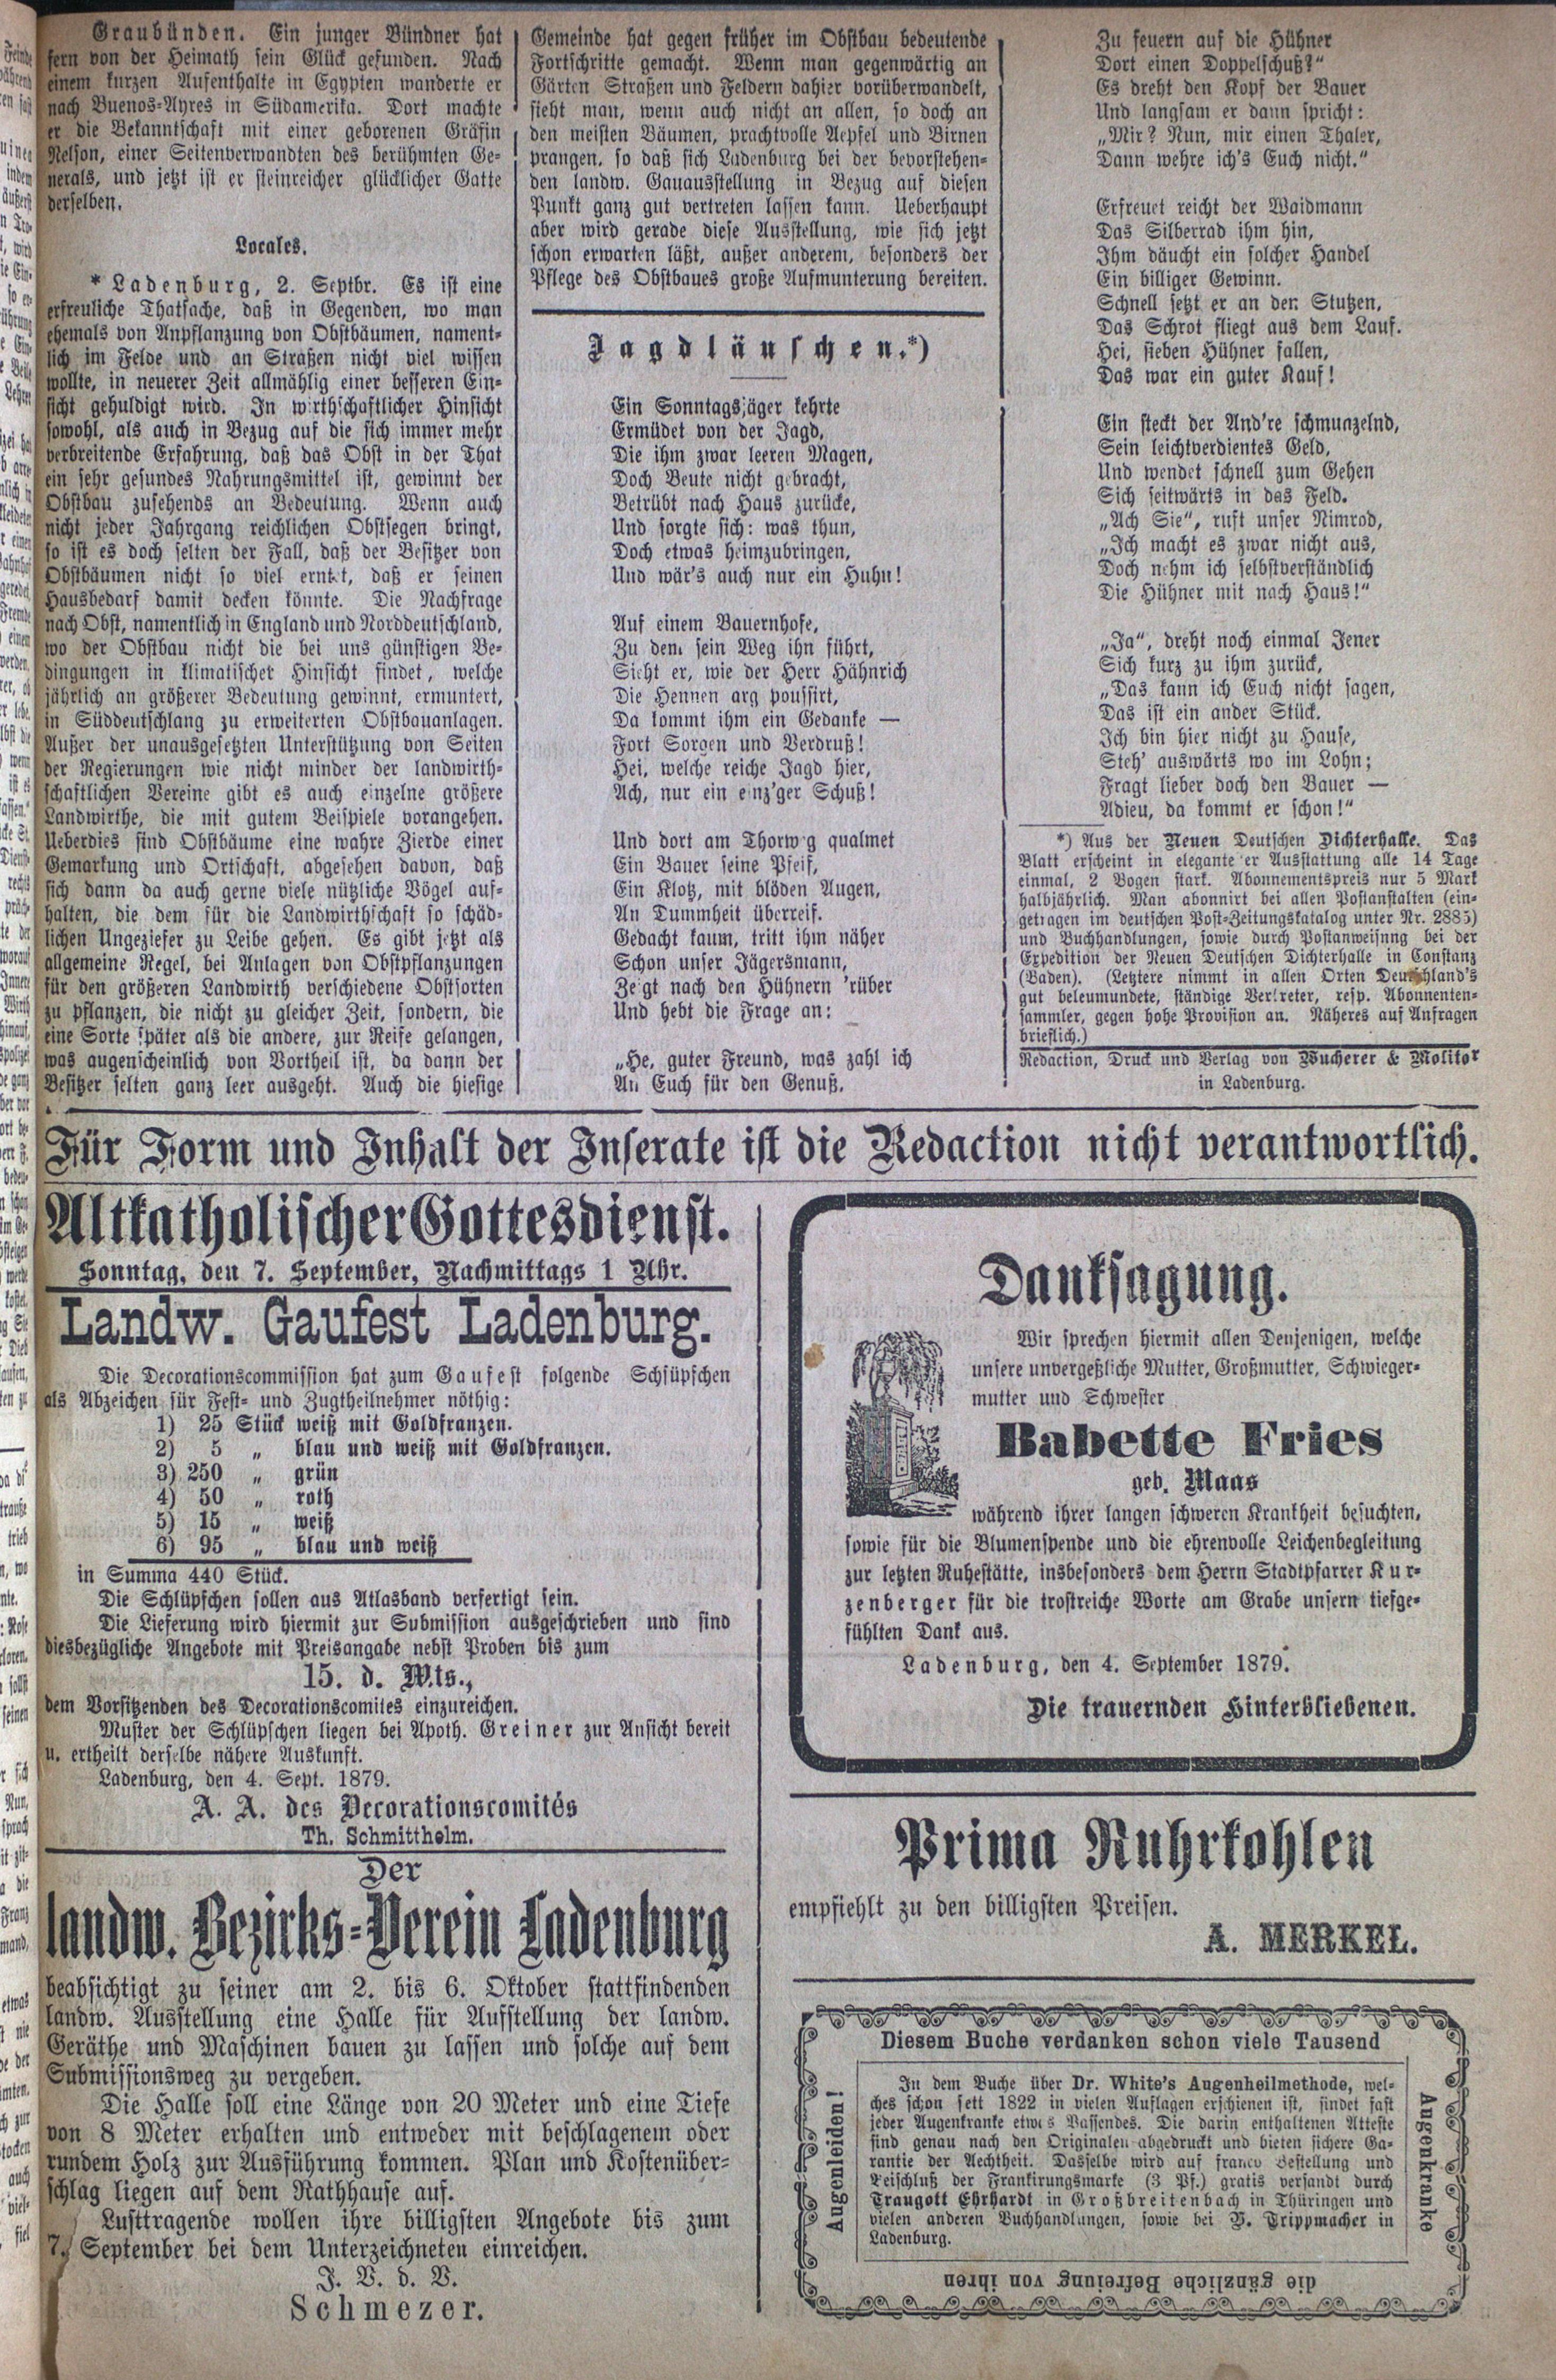 Graubünden. Ein junger Bündner hat
fern von der Heimath sein Glück gefunden. Nach
einem kurzen Aufenthalte in Egypten wanderte er
nach Buenos-Ayres in Südamerika. Dort machte
er die Bekanntschaft mit einer geborenen Gräfin
Nelson, einer Seitenverwandten des berühmten Ge-
nerals, und jetzt ist er steinreicher glücklicher Gatte
derselben.
Locales.
* Ladenburg, 2. Septbr. Es ist eine
erfreuliche Thatsache, daß in Gegenden, wo man
ehemals von Anpflanzung von Obstbäumen, nament-
lich im Felde und an Straßen nicht viel wissen
wollte, in neuerer Zeit allmählig einer besseren Ein-
sicht gehuldigt wird. In wirthschaftlicher Hinsicht
sowohl, als auch in Bezug auf die sich immer mehr
verbreitende Erfahrung, daß das Obst in der That
ein sehr gesundes Nahrungsmittel ist, gewinnt der
Obstbau zusehends an Bedeutung. Wenn auch
nicht jeder Jahrgang reichlichen Obstsegen bringt,
so ist es doch selten der Fall, daß der Besitzer von
Obstbäumen nicht so viel erntet, daß er seinen
Hausbedarf damit decken könnte. Die Nachfrage
nach Obst, namentlich in England und Norddeutschland,
wo der Obstbau nicht die bei uns günstigen Be-
dingungen in klimatischer Hinsicht findet, welche
jährlich an größerer Bedeutung gewinnt, ermuntert,
in Süddeutschlang zu erweiterten Obstbauanlagen.
Außer der unausgesetzten Unterstützung von Seiten
der Regierungen wie nicht minder der landwirth-
schaftlichen Vereine gibt es auch einzelne größere
Landwirthe, die mit gutem Beispiele vorangehen.
Ueberdies sind Obstbäume eine wahre Zierde einer
Gemarkung und Ortschaft, abgesehen davon, daß
sich dann da auch gerne viele nützliche Vögel auf-
halten, die dem für die Landwirthschaft so schäd-
lichen Ungeziefer zu Leibe gehen. Es gibt jetzt als
allgemeine Regel, bei Anlagen von Obstpflanzungen
für den größeren Landwirth verschiedene Obstsorten
zu pflanzen, die nicht zu gleicher Zeit, sondern, die
eine Sorte später als die andere, zur Reife gelangen,
was augenscheinlich von Vortheil ist, da dann der
Besitzer selten ganz leer ausgeht. Auch die hiesige
Gemeinde hat gegen früher im Obstbau bedeutende
Fortschritte gemacht. Wenn man gegenwärtig an
Gärten Straßen und Feldern dahier vorüberwandelt,
sieht man, wenn auch nicht an allen, so doch an
den meisten Bäumen, prachtvolle Aepfel und Birnen
prangen, so daß sich Ladenburg bei der bevorstehen-
den landw. Gauausstellung in Bezug auf diesen
Punkt ganz gut vertreten lassen kann. Ueberhaupt
aber wird gerade diese Ausstellung, wie sich jetzt
schon erwarten läßt, außer anderem, besonders der
Pflege des Obstbaues große Aufmunterung bereiten.
Jagdläuschen.*)
Ein Sonntagsjäger kehrte
Ermüdet von der Jagd,
Die ihm zwar leeren Magen,
Doch Beute nicht gebracht,
Betrübt nach Haus zurücke,
Und sorgte sich: was thun,
Doch etwas heimzubringen,
Und wär's auch nur ein Huhn!
Auf einem Bauernhofe,
Zu dem sein Weg ihn führt,
Sieht er, wie der Herr Hähnrich
Die Hennen arg poussirt,
Da kommt ihm ein Gedanke —
Fort Sorgen und Verdruß!
Hei, welche reiche Jagd hier,
Ach, nur ein einz'ger Schuß!
Und dort am Thorweg qualmet
Ein Bauer seine Pfeif,
Ein Klotz, mit blöden Augen,
An Dummheit überreif.
Gedacht kaum, tritt ihm näher
Schon unser Jägersmann,
Zeigt nach den Hühnern 'rüber
Und hebt die Frage an:
„He, guter Freund, was zahl ich
An Euch für den Genuß,
Zu feuern auf die Hühner
Dort einen Doppelschuß?“
Es dreht den Kopf der Bauer
Und langsam er dann spricht:
„Mir? Nun, mir einen Thaler,
Dann wehre ich's Euch nicht.“
Erfreuet reicht der Waidmann
Das Silberrad ihm hin,
Ihm däucht ein solcher Handel
Ein billiger Gewinn.
Schnell setzt er an den Stutzen,
Das Schrot fliegt aus dem Lauf.
Hei, sieben Hühner fallen,
Das war ein guter Kauf!
Ein steckt der And're schmunzelnd,
Sein leichtverdientes Geld,
Und wendet schnell zum Gehen
Sich seitwärts in das Feld.
„Ach Sie“, ruft unser Nimrod,
„Ich macht es zwar nicht aus,
Doch nehm ich selbstverständlich
Die Hühner mit nach Haus!“
„Ja“, dreht noch einmal Jener
Sich kurz zu ihm zurück,
„Das kann ich Euch nicht sagen,
Das ist ein ander Stück.
Ich bin hier nicht zu Hause,
Steh' auswärts wo im Lohn;
Fragt lieber doch den Bauer —
Adieu, da kommt er schon!“
*) Aus der Neuen Deutschen Dichterhalle. Das
Blatt erscheint in eleganter Ausstattung alle 14 Tage
einmal, 2 Bogen stark. Abonnementspreis nur 5 Mark
halbjährlich. Man abonnirt bei allen Postanstalten (ein-
getragen im deutschen Post-Zeitungskatalog unter Nr. 2885)
und Buchhandlungen, sowie durch Postanweisung bei der
Expedition der Neuen Deutschen Dichterhalle in Constanz
(Baden). (Letztere nimmt in allen Orten Deutschland's
gut beleumundete, ständige Vertreter, resp. Abonnenten-
sammler, gegen hohe Provision an. Näheres auf Anfragen
brieflich.)
Redaction, Druck und Verlag von Wucherer & Molitor
in Ladenburg.
Für Form und Inhalt der Inserate ist die Redaction nicht verantwortlich.
Altkatholischer Gottesdienst.
Sonntag, den 7. September, Nachmittags 1 Uhr.
Landw. Gaufest Ladenburg.
Die Decorationscommission hat zum Gaufest folgende Schlüpfchen
als Abzeichen für Fest- und Zugtheilnehmer nöthig:
1) 25 Stück weiß mit Goldfranzen.
2) 5 „ blau und weiß mit Goldfranzen.
3) 250 „ grün
4) 50 „ roth
5) 15 „ weiß
6) 95 „ blau und weiß
in Summa 440 Stück.
Die Schlüpfchen sollen aus Atlasband verfertigt sein.
Die Lieferung wird hiermit zur Submission ausgeschrieben und sind
diesbezügliche Angebote mit Preisangabe nebst Proben bis zum
15. d. Mts.,
dem Vorsitzenden des Decorationscomites einzureichen.
Muster der Schlüpfchen liegen bei Apoth. Greiner zur Ansicht bereit
u. ertheilt derselbe nähere Auskunft.
Ladenburg, den 4. Sept. 1879.
A. A. des Decorationscomités
Th. Schmitthelm.
Der
landw. Bezirks-Verein Ladenburg
beabsichtigt zu seiner am 2. bis 6. Oktober stattfindenden
landw. Ausstellung eine Halle für Aufstellung der landw.
Geräthe und Maschinen bauen zu lassen und solche auf dem
Submissionsweg zu vergeben.
Die Halle soll eine Länge von 20 Meter und eine Tiefe
von 8 Meter erhalten und entweder mit beschlagenem oder
rundem Holz zur Ausführung kommen. Plan und Kostenüber-
schlag liegen auf dem Rathhause auf.
Lusttragende wollen ihre billigsten Angebote bis zum
7. September bei dem Unterzeichneten einreichen.
J. V. d. V.
Schmezer.
Danksagung.
Wir sprechen hiermit allen Denjenigen, welche
unsere unvergeßliche Mutter, Großmutter, Schwieger-
mutter und Schwester
Babette Fries
geb. Maas
während ihrer langen schweren Krankheit besuchten,
sowie für die Blumenspende und die ehrenvolle Leichenbegleitung
zur letzten Ruhestätte, insbesonders dem Herrn Stadtpfarrer Kur-
zenberger für die trostreiche Worte am Grabe unsern tiefge-
fühlten Dank aus.
Ladenburg, den 4. September 1879.
Die trauernden Hinterbliebenen.
Prima Ruhrkohlen
empfiehlt zu den billigsten Preisen.
A. MERKEL.
Diesem Buche verdanken schon viele Tausend
Augenkranke
die gänzliche Befreiung von ihren
Augenleiden!
In dem Buche über Dr. White's Augenheilmethode, wel-
ches schon seit 1822 in vielen Auflagen erschienen ist, findet fast
jeder Augenkranke etwas Passendes. Die darin enthaltenen Atteste
sind genau nach den Originalen abgedruckt und bieten sichere Ga-
rantie der Aechtheit. Dasselbe wird auf franco Bestellung und
Beischluß der Frankirungsmarke (3 Pf.) gratis versandt durch
Traugott Ehrhardt in Großbreitenbach in Thüringen und
vielen anderen Buchhandlungen, sowie bei P. Trippmacher in
Ladenburg.